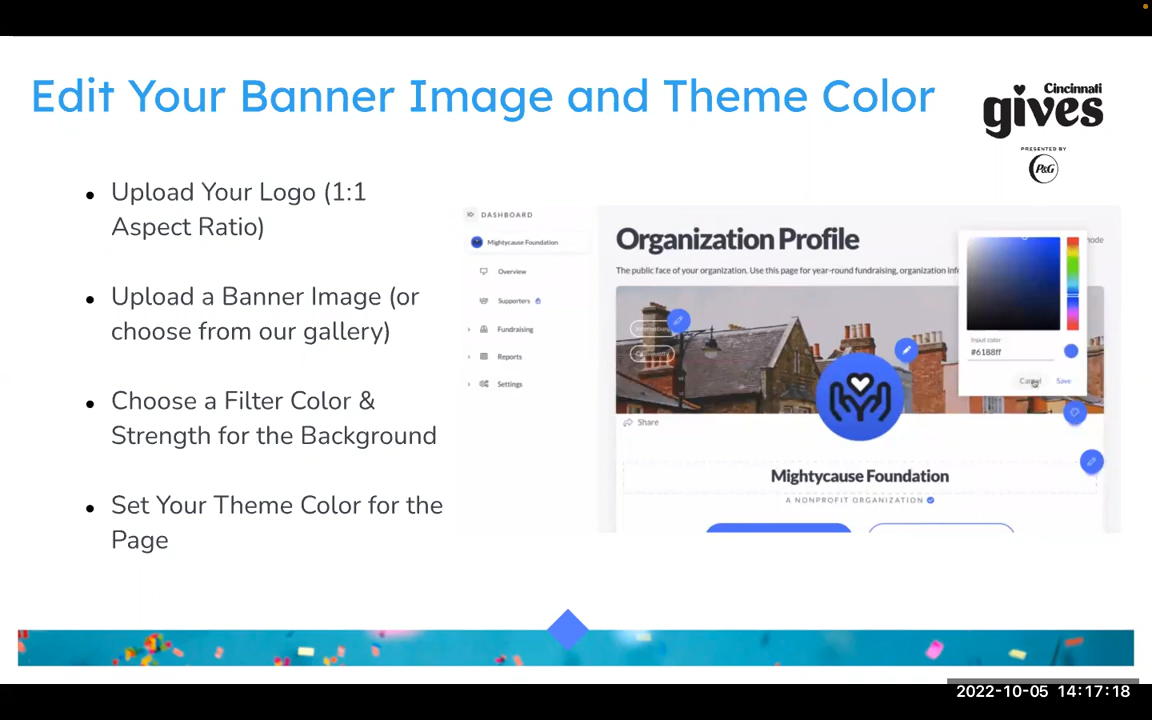 Edit Your Banner Image and Theme Color
Cincinnati
gives
PRESENTED BY
P&G
• Upload Your Logo (1:1
Aspect Ratio)
• Upload a Banner Image (or
choose from our gallery)
• Choose a Filter Color &
Strength for the Background
• Set Your Theme Color for the
Page
DASHBOARD
Mightycause Foundation
Overview
Supporters
Fundraising
Reports
Settings
Organization Profile
The public face of your organization. Use this page for year-round fundraising, organization
Input color
#6188ff
Cancel
Save
Share
Mightycause Foundation
A NONPROFIT ORGANIZATION
2022-10-05 14:17:18